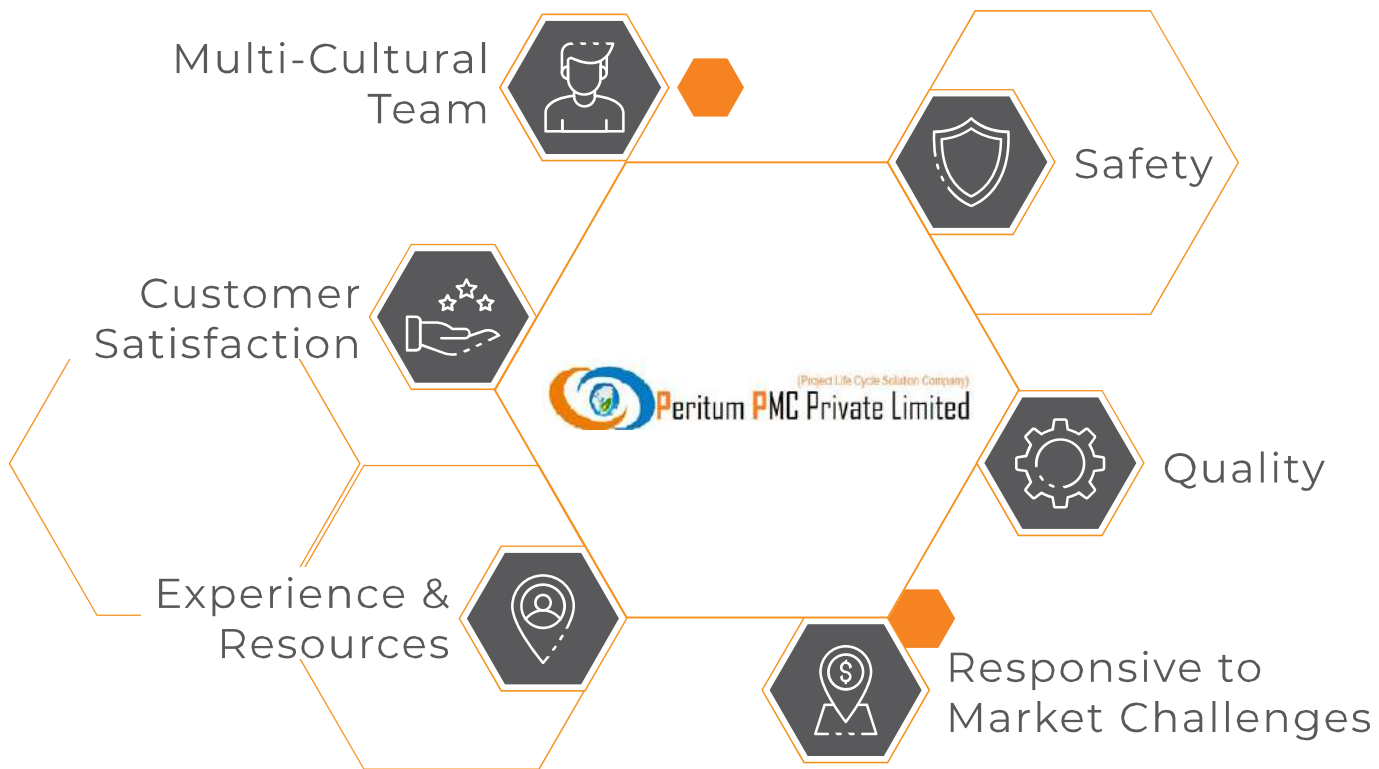 Multi-Cultural
Team
Safety
Customer
Satisfaction
(Project Life Cycle Solution Company)
Peritum PMC Private Limited
Quality
Experience &
Resources
Responsive to
Market Challenges
$